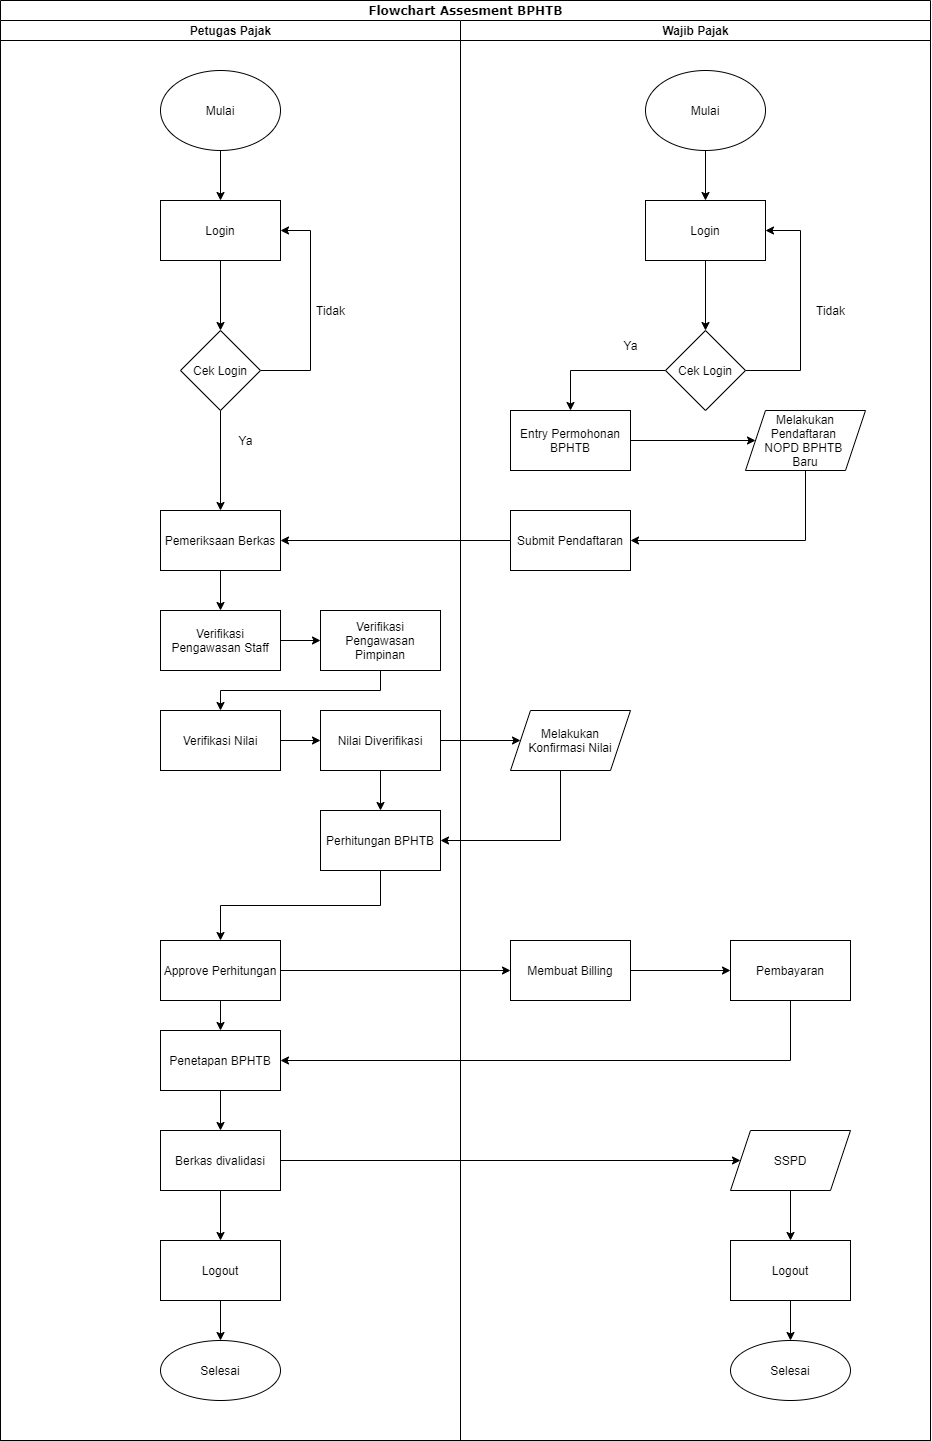 Flowchart Assesment BPHTB
Petugas Pajak
Wajib Pajak
Mulai
Mulai
Login
Login
Tidak
Tidak
Cek Login
Ya
Cek Login
Ya
Entry Permohonan
BPHTB
Melakukan
Pendaftaran
NOPD BPHTB
Baru
Pemeriksaan Berkas
Submit Pendaftaran
Verifikasi
Pengawasan Staff
Verifikasi
Pengawasan
Pimpinan
Verifikasi Nilai
Nilai Diverifikasi
Melakukan
Konfirmasi Nilai
Perhitungan BPHTB
Approve Perhitungan
Membuat Billing
Pembayaran
Penetapan BPHTB
Berkas divalidasi
SSPD
Logout
Logout
Selesai
Selesai